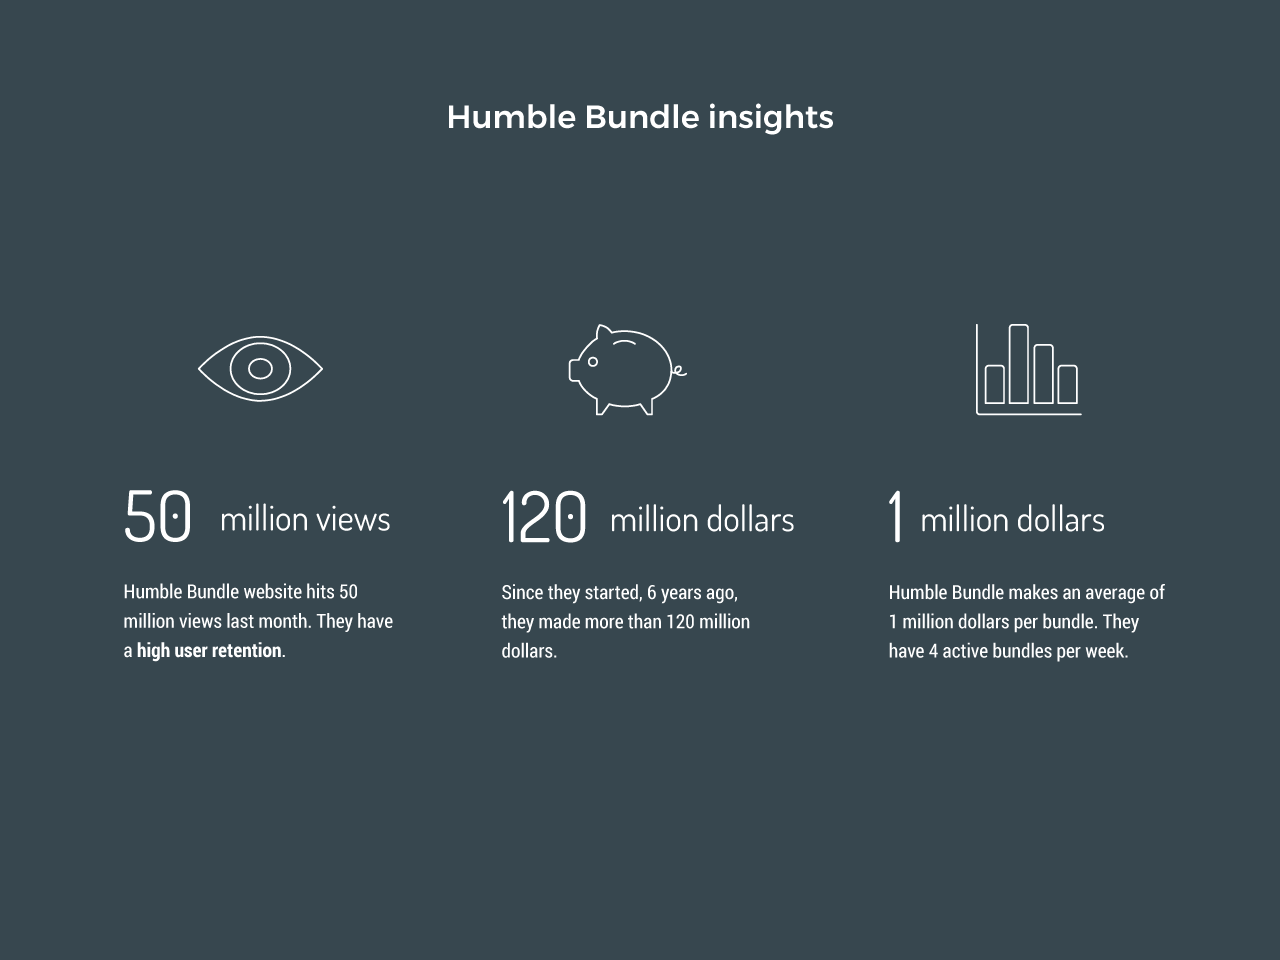 Humble Bundle insights
50 million views
Humble Bundle website hits 50
million views last month. They have
a high user retention.
120 million dollars
Since they started, 6 years ago,
they made more than 120 million
dollars.
1 million dollars
Humble Bundle makes an average of
1 million dollars per bundle. They
have 4 active bundles per week.